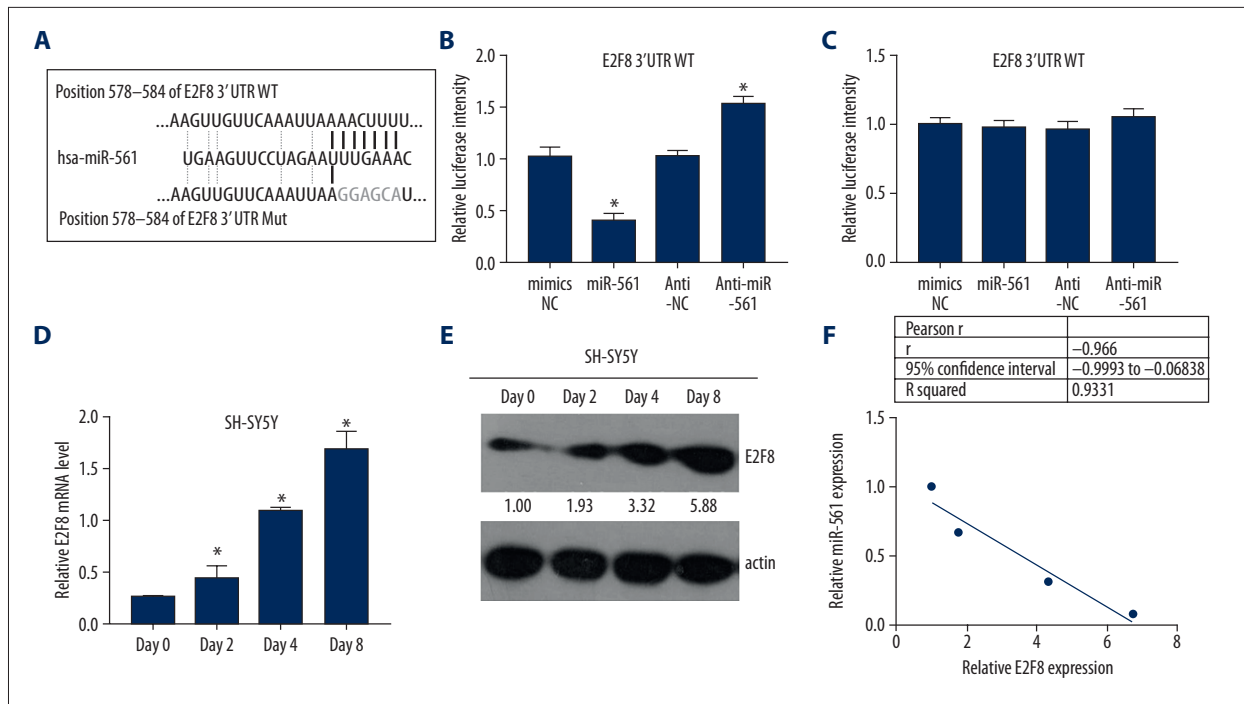 A
Position 578–584 of E2F8 3’ UTR WT
...AAGUUGUUCAAAUUAAAACUUUU...
hsa-miR-561
UGAAGUUCCUAGAAUUUGAAAC
...AAGUUGUUCAAAUUAAGGAGCAU...
Position 578–584 of E2F8 3’ UTR Mut
B
E2F8 3’UTR WT
Relative luciferase intensity
2.0
1.5
1.0
0.5
0.0
*
*
mimics NC
miR-561
Anti -NC
Anti-miR -561
C
E2F8 3’UTR WT
Relative luciferase intensity
1.5
1.0
0.5
0.0
mimics NC
miR-561
Anti -NC
Anti-miR -561
D
SH-SY5Y
Relative E2F8 mRNA level
2.0
1.5
1.0
0.5
0.0
*
*
*
Day 0
Day 2
Day 4
Day 8
E
SH-SY5Y
Day 0 Day 2 Day 4 Day 8
E2F8
1.00 1.93 3.32 5.88
actin
F
Pearson r
r –0.966
95% confidence interval –0.9993 to –0.06838
R squared 0.9331
Relative miR-561 expression
1.0
0.5
0.0
0 2 4 6 8
Relative E2F8 expression